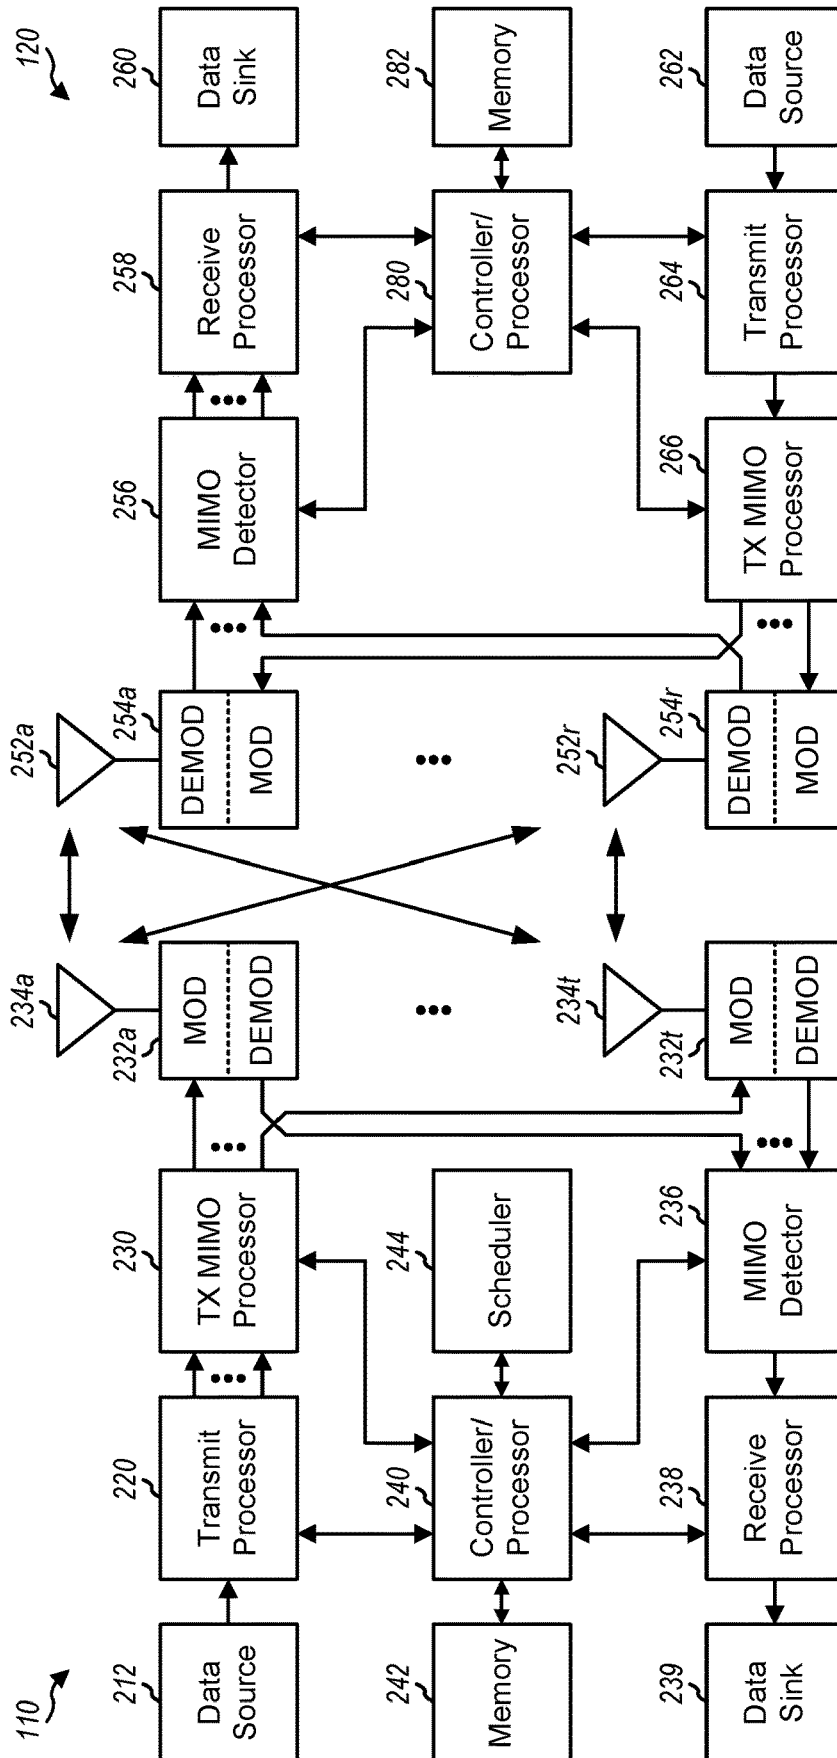 110
120
212
Data
Source
220
Transmit
Processor
230
TX MIMO
Processor
232a
MOD
DEMOD
234a
252a
254a
DEMOD
MOD
256
MIMO
Detector
258
Receive
Processor
260
Data
Sink
242
Memory
240
Controller/
Processor
244
Scheduler
280
Controller/
Processor
282
Memory
239
Data
Sink
238
Receive
Processor
236
MIMO
Detector
232t
MOD
DEMOD
234t
252r
254r
DEMOD
MOD
266
TX MIMO
Processor
264
Transmit
Processor
262
Data
Source